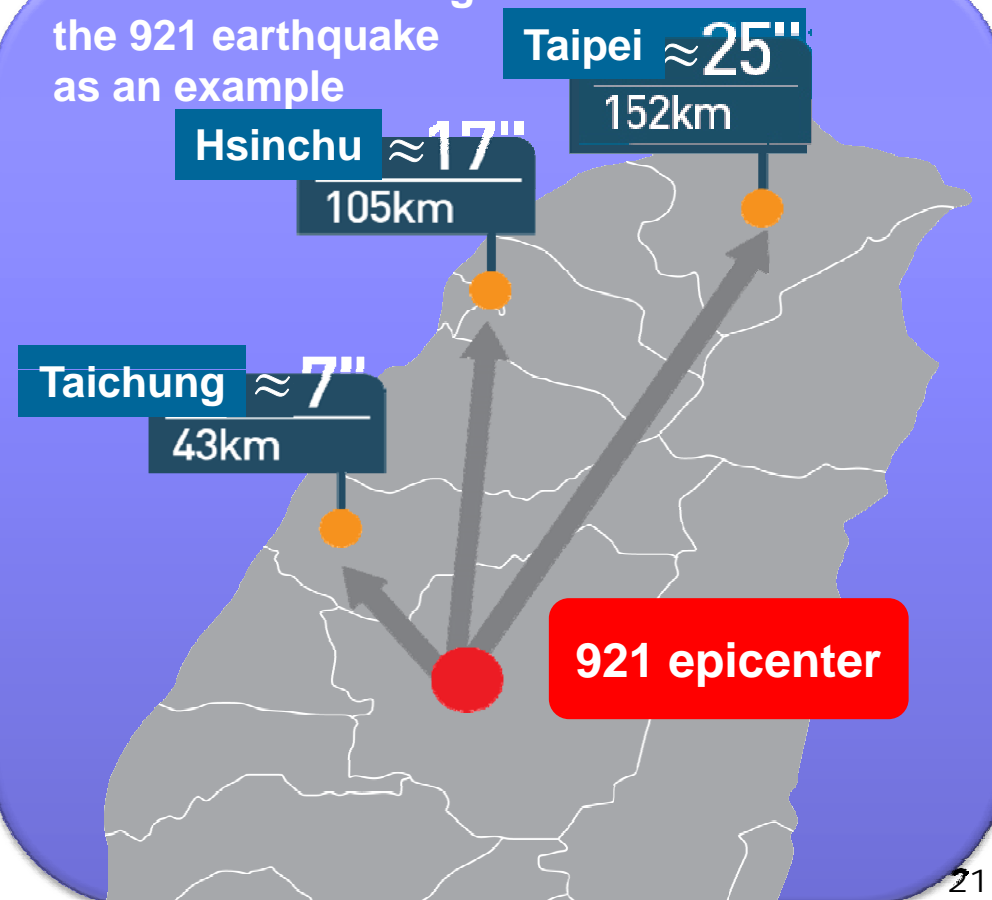 the 921 earthquake
as an example
Taipei ≈25"
152km
Hsinchu ≈17"
105km
Taichung ≈7"
43km
921 epicenter
21